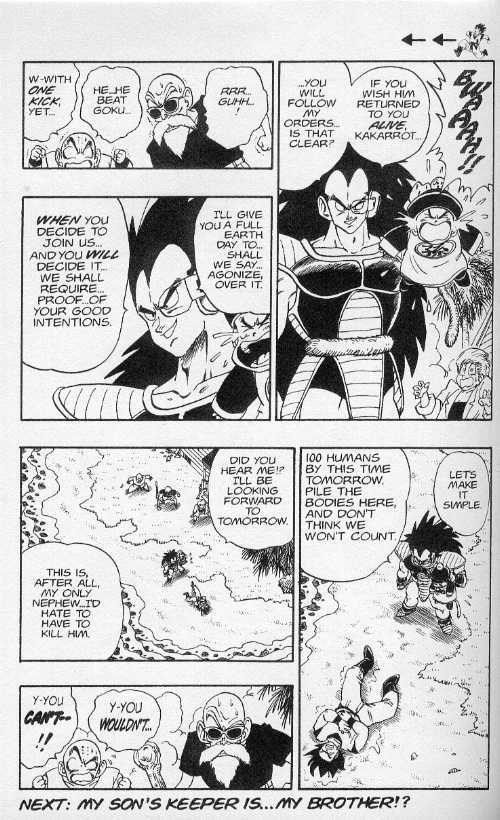 BWAAAH!!
IF YOU
WISH HIM
RETURNED
TO YOU
ALIVE,
KAKARROT...
...YOU
WILL
FOLLOW
MY
ORDERS...
IS THAT
CLEAR?
RRR...
GUHH...
!
HE...HE
BEAT
GOKU...
W-WITH
ONE
KICK,
YET...
I'LL GIVE
YOU A FULL
EARTH
DAY TO...
SHALL
WE SAY...
AGONIZE,
OVER IT.
WHEN YOU
DECIDE TO
JOIN US...
AND YOU WILL
DECIDE IT...
WE SHALL
REQUIRE...
PROOF...OF
YOUR GOOD
INTENTIONS.
LET'S
MAKE
IT
SIMPLE.
100 HUMANS
BY THIS TIME
TOMORROW.
PILE THE
BODIES HERE,
AND DON'T
THINK WE
WON'T COUNT.
DID YOU
HEAR ME!?
I'LL BE
LOOKING
FORWARD
TO
TOMORROW.
THIS IS,
AFTER ALL,
MY ONLY
NEPHEW...I'D
HATE TO
HAVE TO
KILL HIM.
Y-YOU
WOULDN'T...
Y-YOU
CAN'T--
!!
NEXT: MY SON'S KEEPER IS...MY BROTHER!?